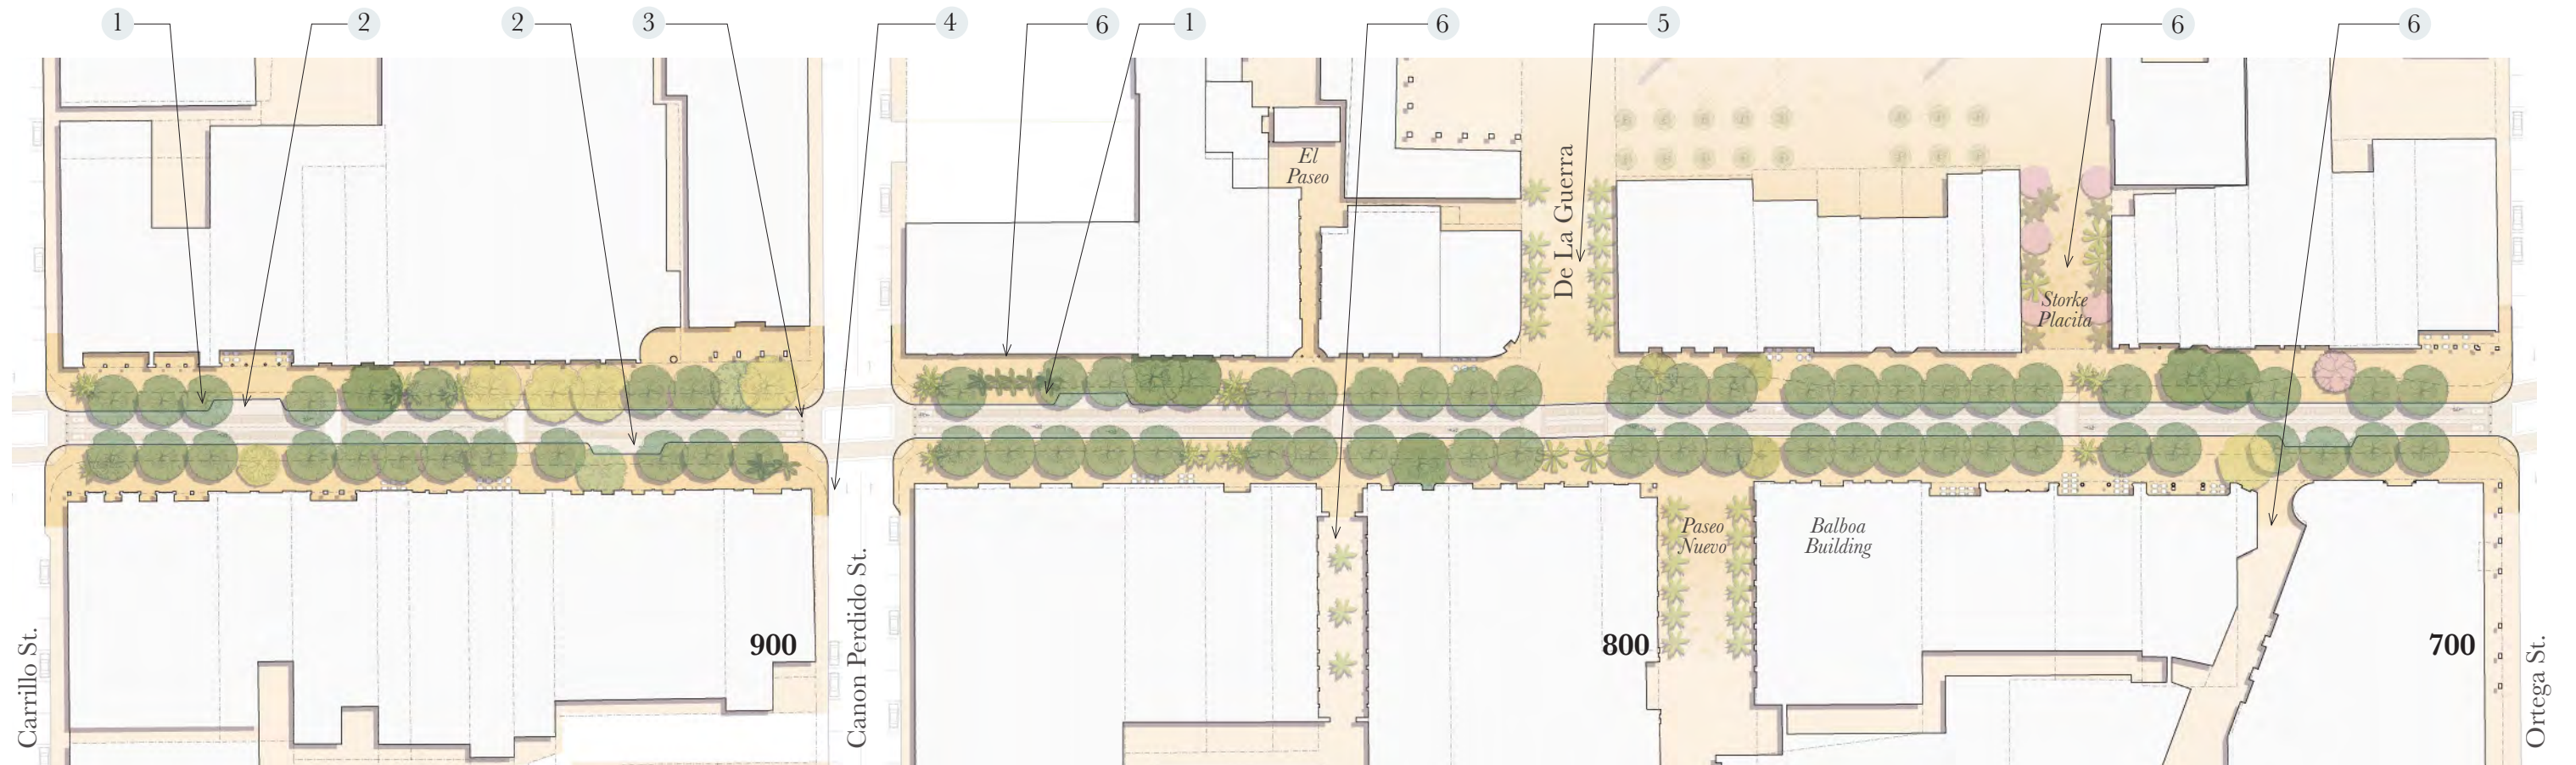 1
2
2
3
4
6
1
6
5
6
6
El
Paseo
De La Guerra
Storke
Placita
Paseo
Nuevo
Balboa
Building
900
800
700
Carrillo St.
Canon Perdido St.
Ortega St.